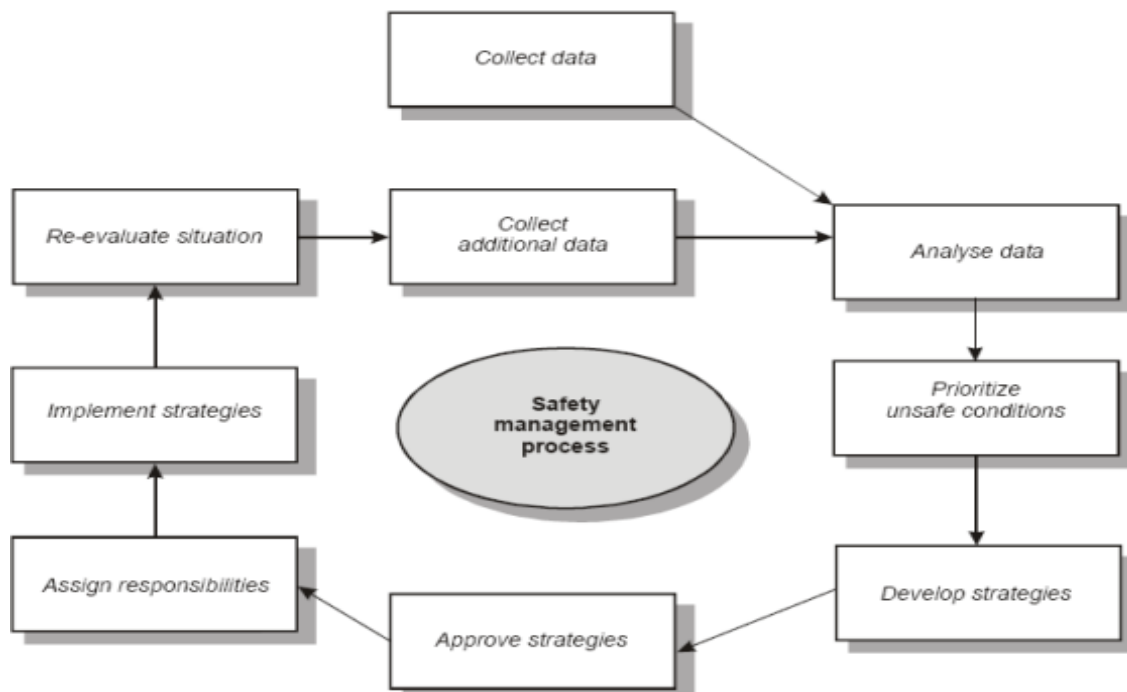 Collect data
Re-evaluate situation
Collect
additional data
Analyse data
Implement strategies
Safety
management
process
Prioritize
unsafe conditions
Assign responsibilities
Approve strategies
Develop strategies